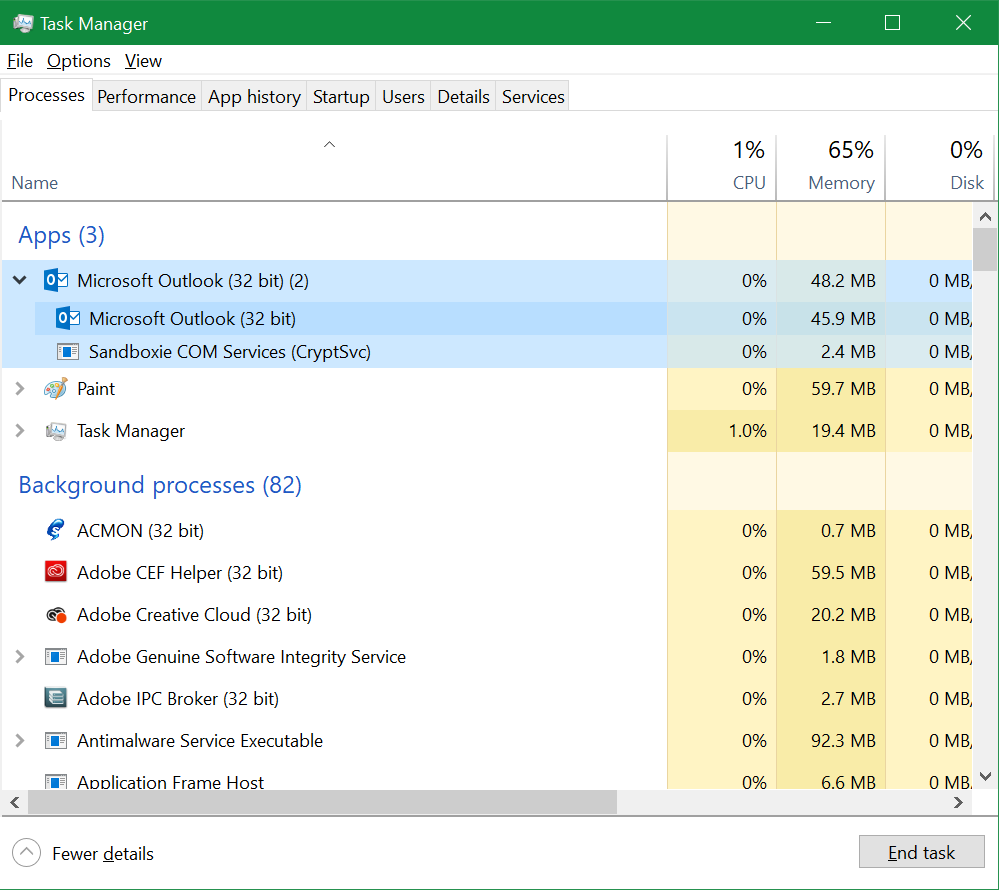 Task Manager
File Options View
Processes Performance App history Startup Users Details Services
1% 65% 0%
Name CPU Memory Disk
Apps (3)
Microsoft Outlook (32 bit) (2) 0% 48.2 MB 0 MB/
Microsoft Outlook (32 bit) 0% 45.9 MB 0 MB/
Sandboxie COM Services (CryptSvc) 0% 2.4 MB 0 MB/
Paint 0% 59.7 MB 0 MB/
Task Manager 1.0% 19.4 MB 0 MB/
Background processes (82)
ACMON (32 bit) 0% 0.7 MB 0 MB/
Adobe CEF Helper (32 bit) 0% 59.5 MB 0 MB/
Adobe Creative Cloud (32 bit) 0% 20.2 MB 0 MB/
Adobe Genuine Software Integrity Service 0% 1.8 MB 0 MB/
Adobe IPC Broker (32 bit) 0% 2.7 MB 0 MB/
Antimalware Service Executable 0% 92.3 MB 0 MB/
Application Frame Host 0% 6.6 MB 0 MB/
Fewer details End task